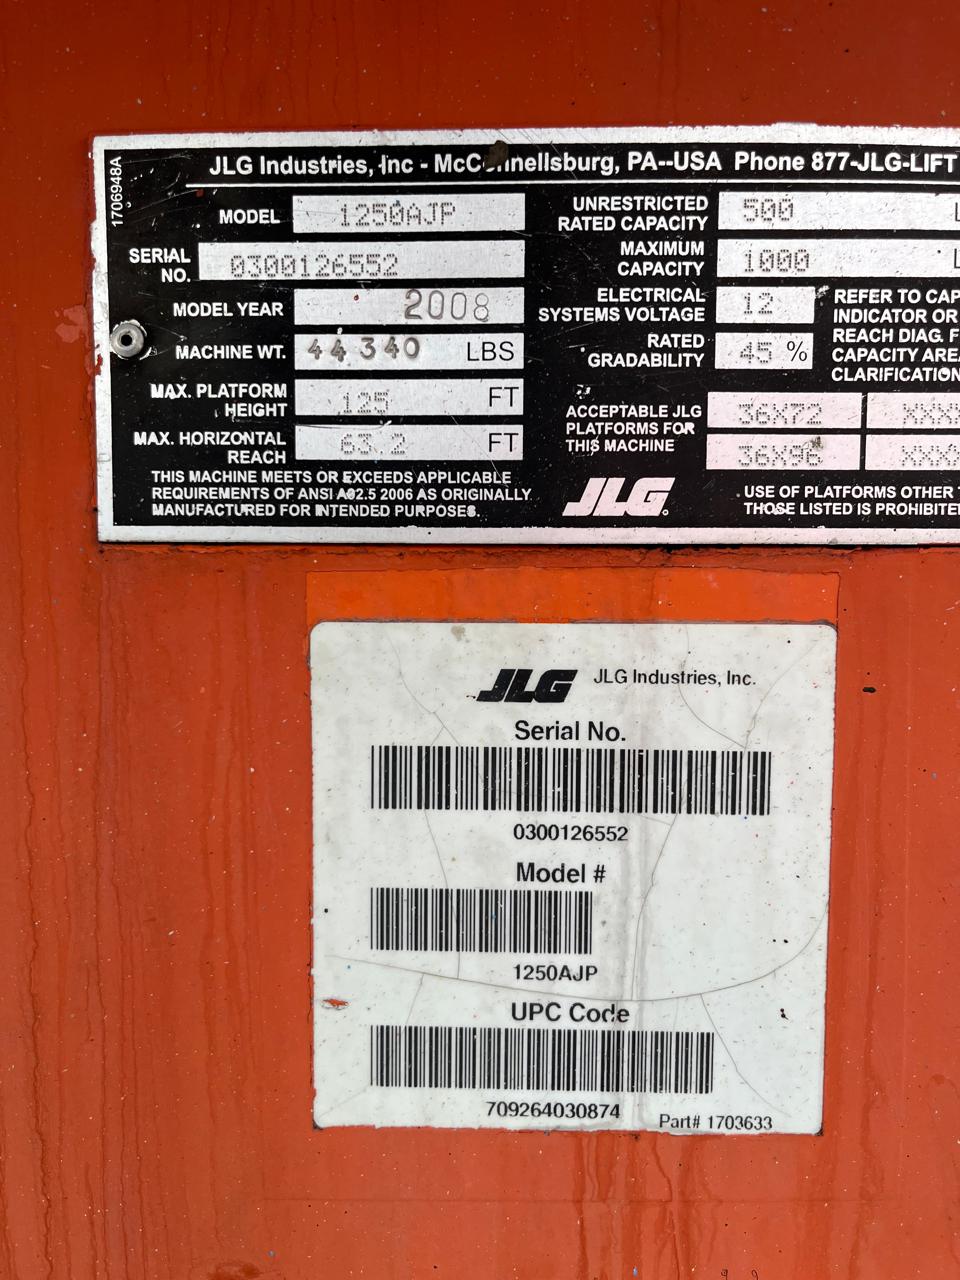 1706948A
JLG Industries, Inc - McConnellsburg, PA--USA Phone 877-JLG-LIFT
MODEL 1250AJP
SERIAL NO. 0300126552
MODEL YEAR 2008
MACHINE WT. 44340 LBS
MAX. PLATFORM HEIGHT 125 FT
MAX. HORIZONTAL REACH 63.2 FT
THIS MACHINE MEETS OR EXCEEDS APPLICABLE
REQUIREMENTS OF ANSI A92.5 2006 AS ORIGINALLY
MANUFACTURED FOR INTENDED PURPOSES.
UNRESTRICTED RATED CAPACITY 500 L
MAXIMUM CAPACITY 1000 L
ELECTRICAL SYSTEMS VOLTAGE 12
RATED GRADABILITY 45 %
REFER TO CAP
INDICATOR OR
REACH DIAG. F
CAPACITY AREA
CLARIFICATION
ACCEPTABLE JLG
PLATFORMS FOR
THIS MACHINE
36X72 XXX
36X96 XXX
JLG
USE OF PLATFORMS OTHER T
THOSE LISTED IS PROHIBITE
JLG JLG Industries, Inc.
Serial No.
0300126552
Model #
1250AJP
UPC Code
709264030874
Part# 1703633